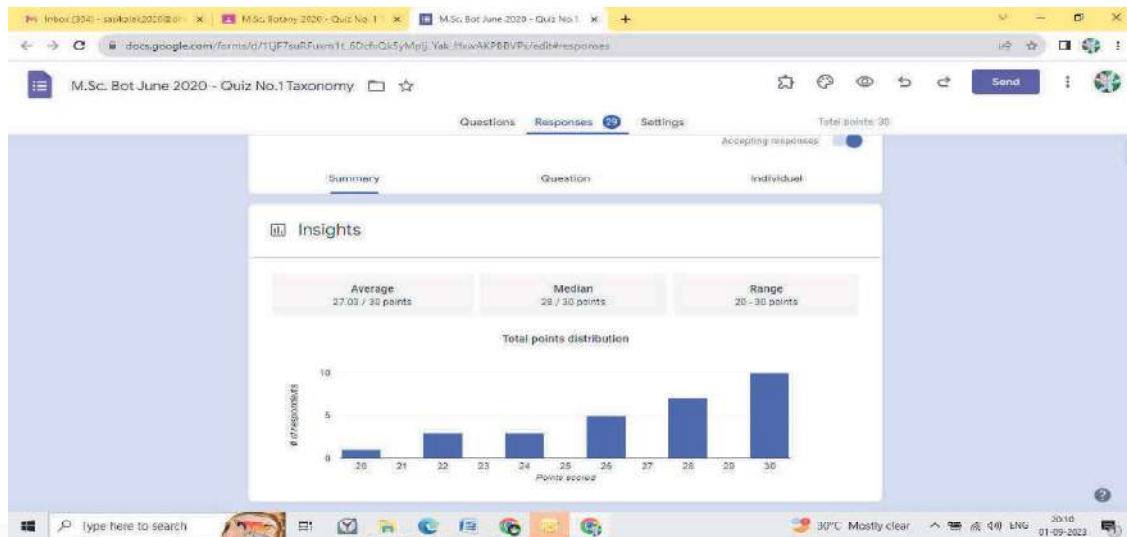 Inbox (304) -
M.Sc. Botany 2020 - Quiz No. 1
M.Sc. Bot June 2020 - Quiz No.1
M.Sc. Bot June 2020 - Quiz No.1 Taxonomy
Send
Questions Responses 29 Settings
Total points: 30
Accepting responses
Summary Question Individual
Insights
Average Median Range
27.03 / 30 points 28 / 30 points 20 - 30 points
Total points distribution
# of respondents
10
5
0
20 21 22 23 24 25 26 27 28 29 30
Points scored
Type here to search
30°C Mostly clear
ENG
20:10
01-09-2023